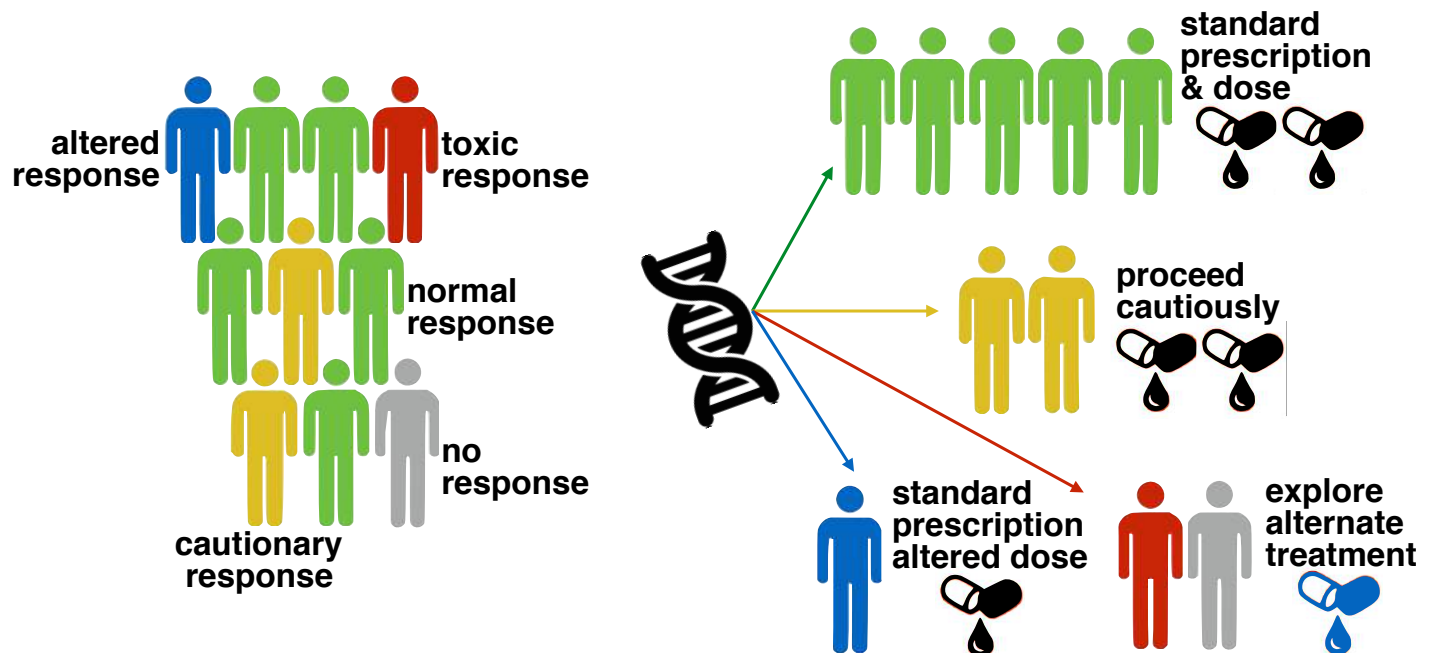 altered
response
toxic
response
normal
response
no
response
cautionary
response
standard
prescription
& dose
proceed
cautiously
standard
prescription
altered dose
explore
alternate
treatment